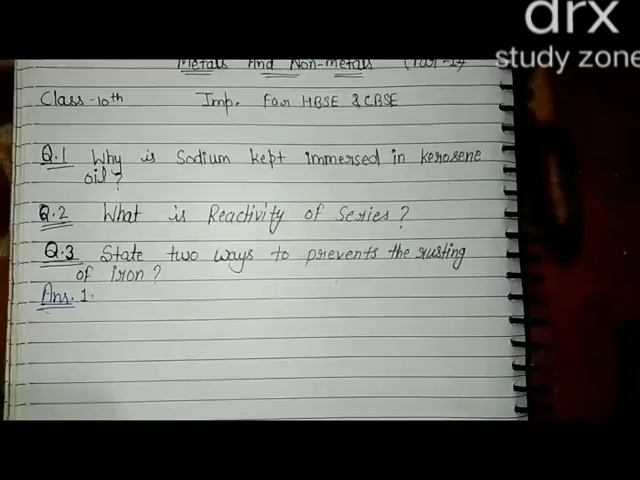 drx
study zone
Metals And Non-metals (Part-1)
Class-10th Imp. For HBSE & CBSE
Q.1 Why is Sodium kept immersed in kerosene
oil?
Q.2 What is Reactivity of Series?
Q.3 State two ways to prevents the rusting
of iron?
Ans. 1.